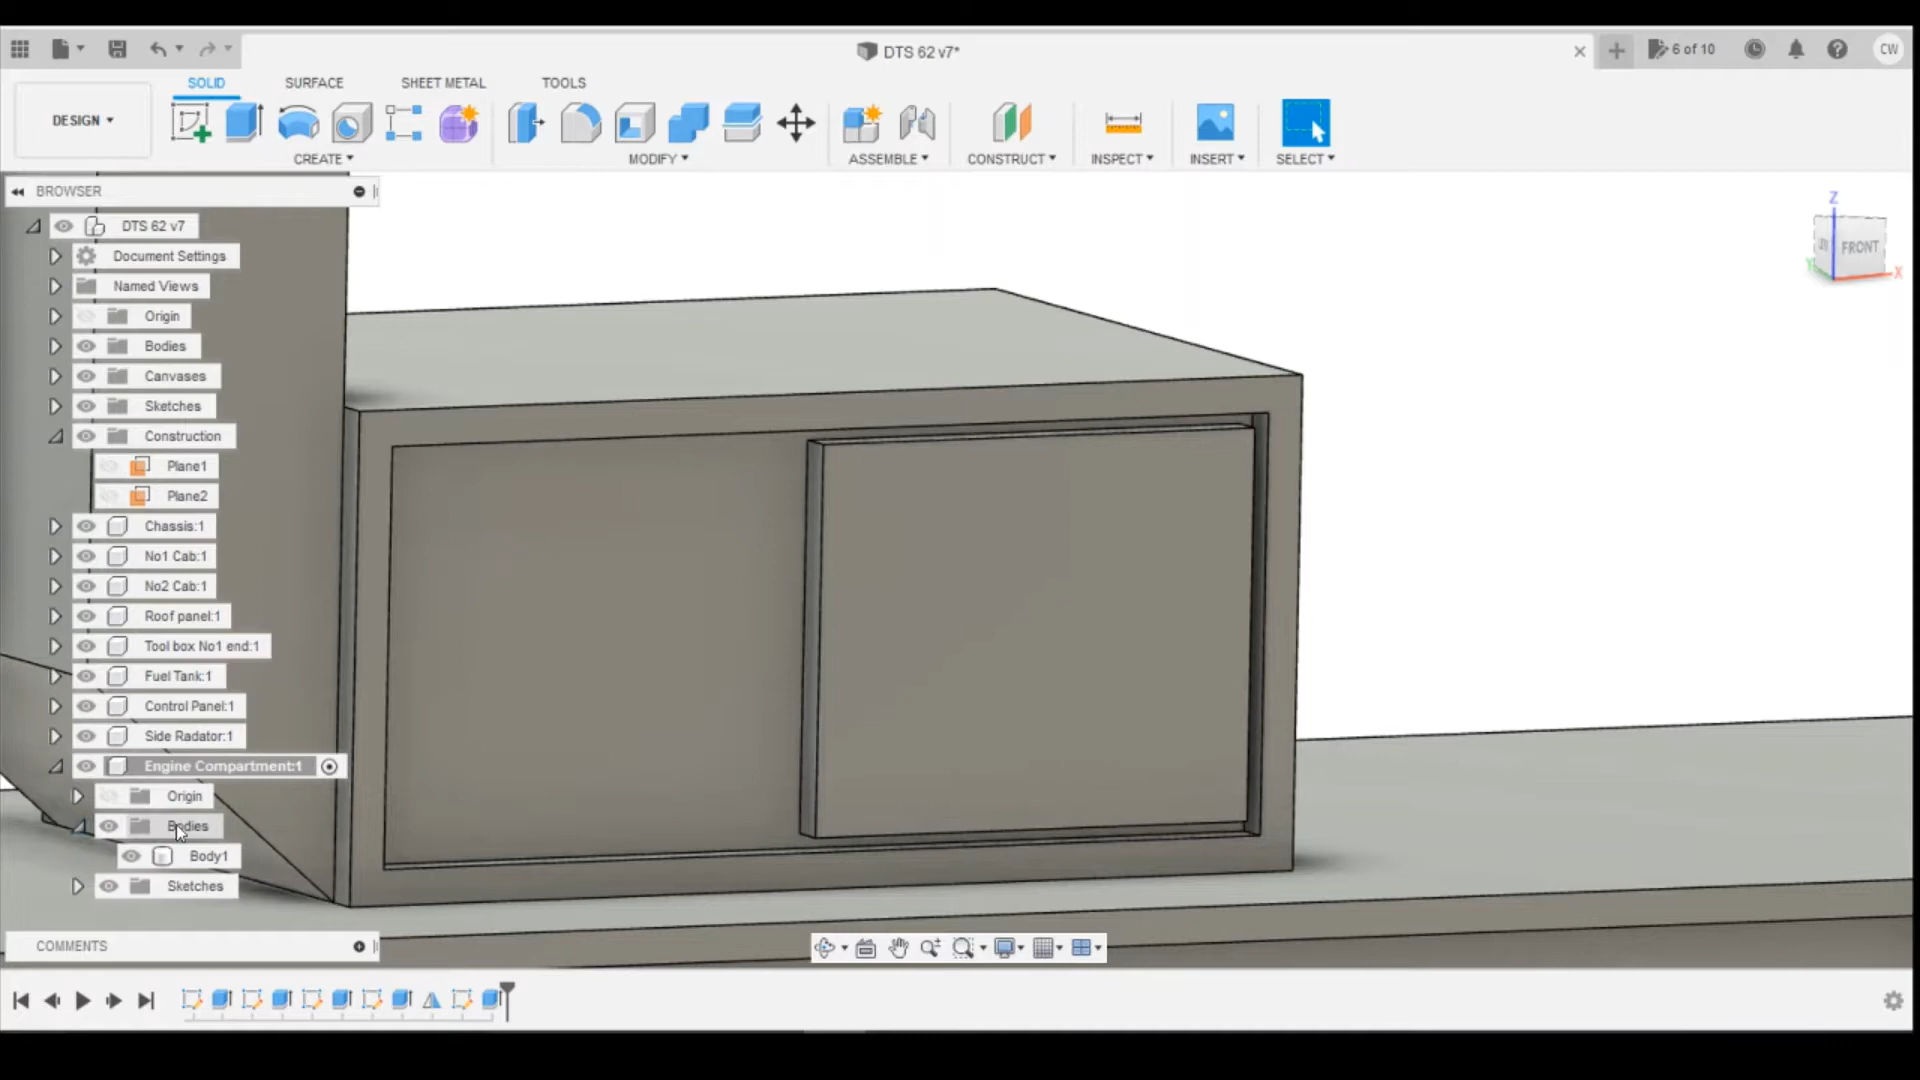 DTS 62 v7*
6 of 10
CW
SOLID
SURFACE
SHEET METAL
TOOLS
DESIGN
CREATE
MODIFY
ASSEMBLE
CONSTRUCT
INSPECT
INSERT
SELECT
BROWSER
DTS 62 v7
Document Settings
Named Views
Origin
Bodies
Canvases
Sketches
Construction
Plane1
Plane2
Chassis:1
No1 Cab:1
No2 Cab:1
Roof panel:1
Tool box No1 end:1
Fuel Tank:1
Control Panel:1
Side Radator:1
Engine Compartment:1
Origin
Bodies
Body1
Sketches
COMMENTS
Z
FRONT
X